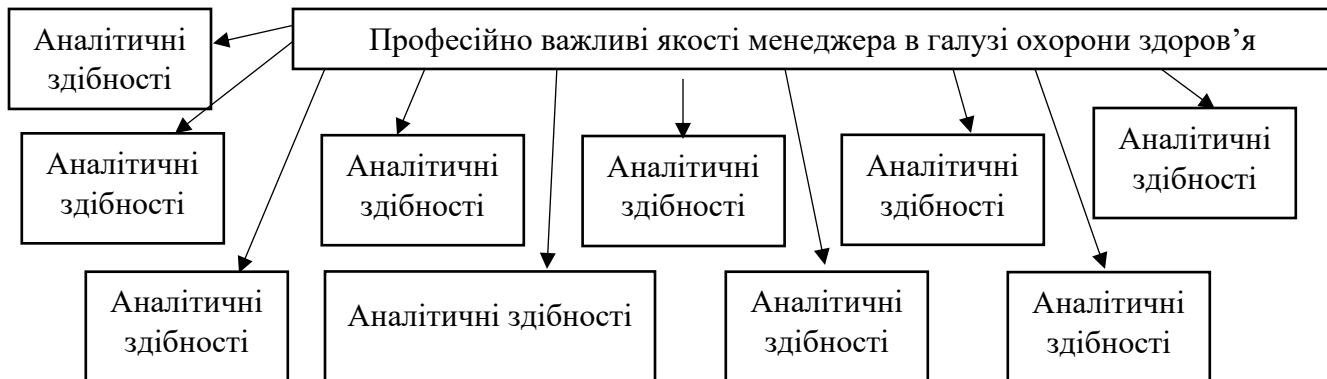 Аналітичні
здібності
Професійно важливі якості менеджера в галузі охорони здоров’я
Аналітичні
здібності
Аналітичні
здібності
Аналітичні
здібності
Аналітичні
здібності
Аналітичні
здібності
Аналітичні
здібності
Аналітичні здібності
Аналітичні
здібності
Аналітичні
здібності